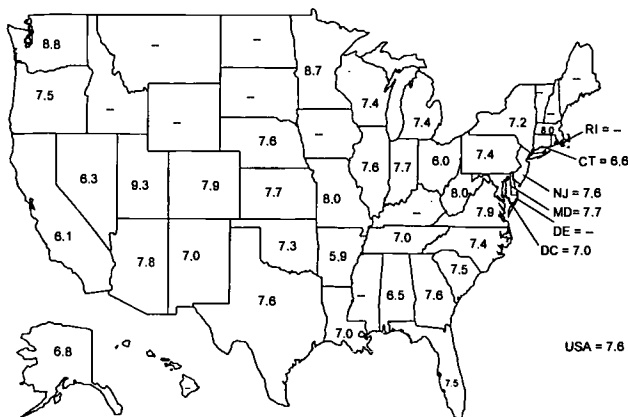 8.8 – –
8.7
–
–
7.5 – – 7.4
–
– –
7.6 – 7.4 7.2 8.0 RI = –
7.4 CT = 6.6
6.3 9.3 7.9 7.6 7.7 6.0
7.7 8.0 8.0 NJ = 7.6
7.9 MD = 7.7
6.1 – DE = –
7.8 7.0 7.3 5.9 7.0 7.4 DC = 7.0
7.5
7.6 – 6.5 7.6
7.0
6.8 USA = 7.6
– 7.5